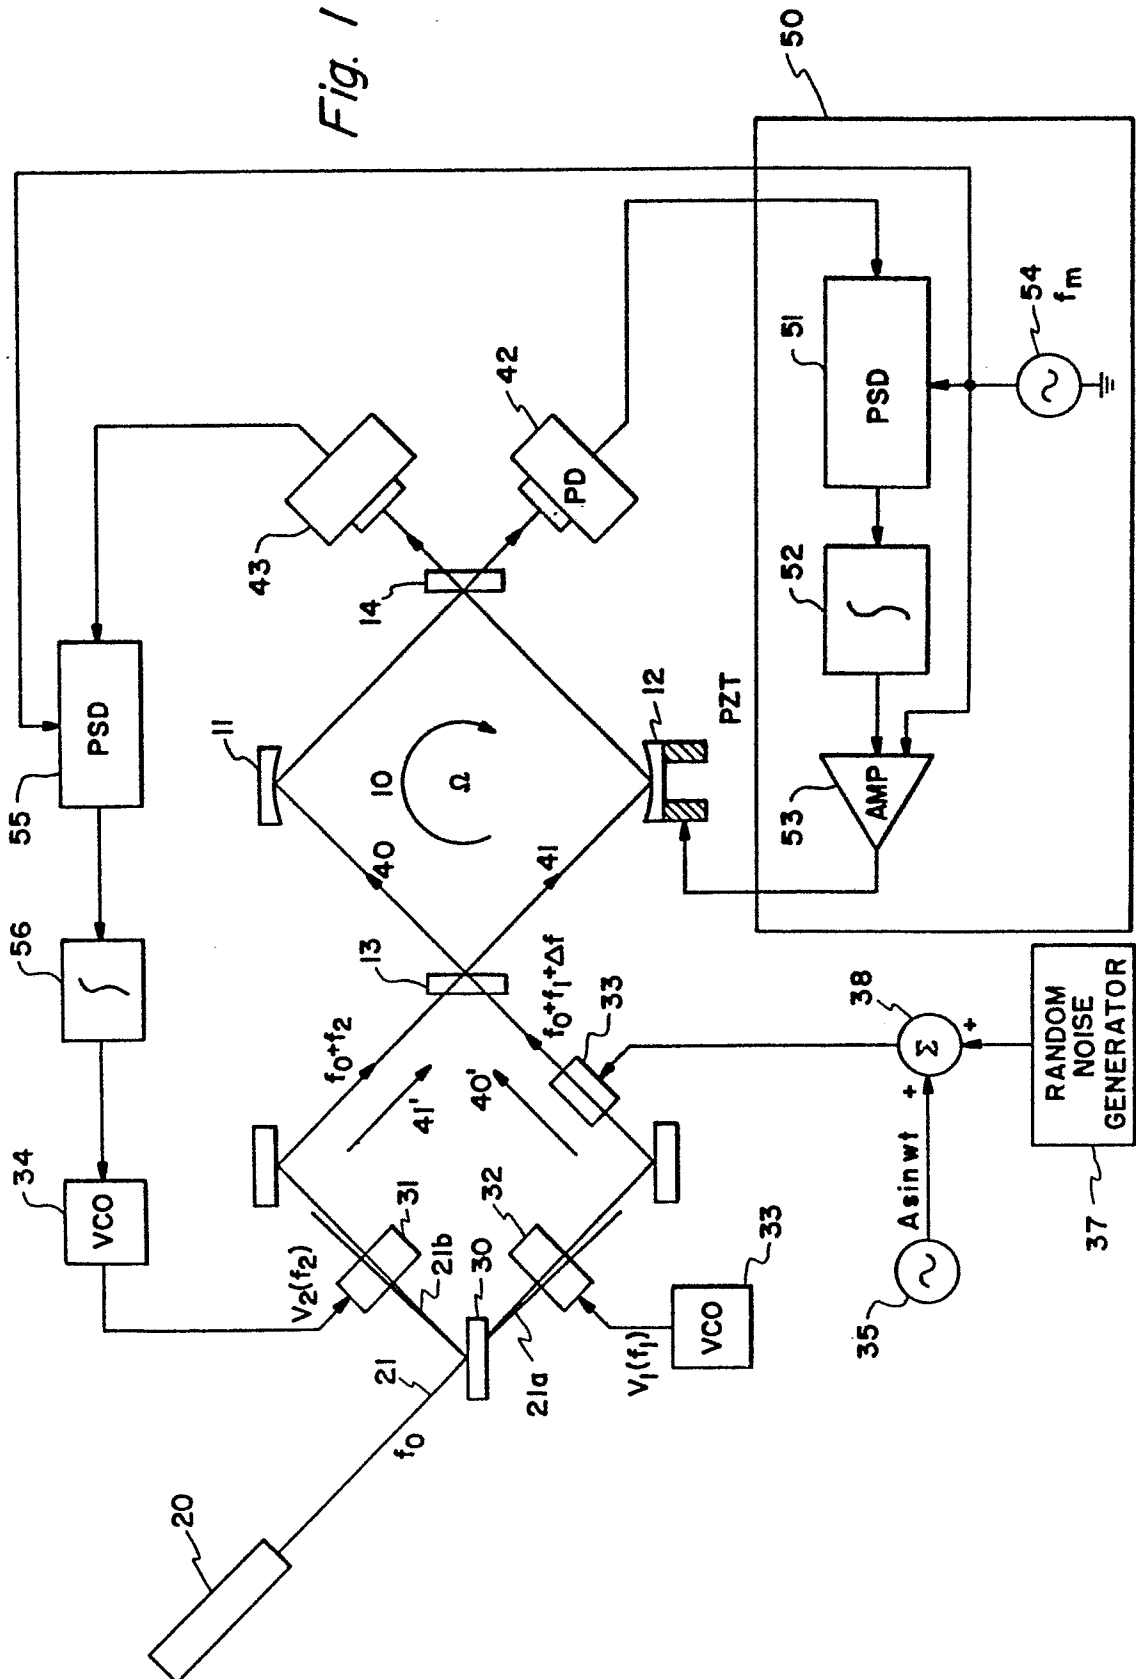 Fig. 1
50
55
PSD
56
34
VCO
V2(f2)
43
14
42
PD
11
10
Ω
12
PZT
40
41
13
f0+f2
f0+f1+Δf
41'
40'
33
31
32
21b
30
21a
21
f0
20
V1(f1)
VCO
33
51
PSD
52
∫
∫
53
AMP
54
fm
~
38
Σ
+
+
Asinwt
35
~
RANDOM
NOISE
GENERATOR
37